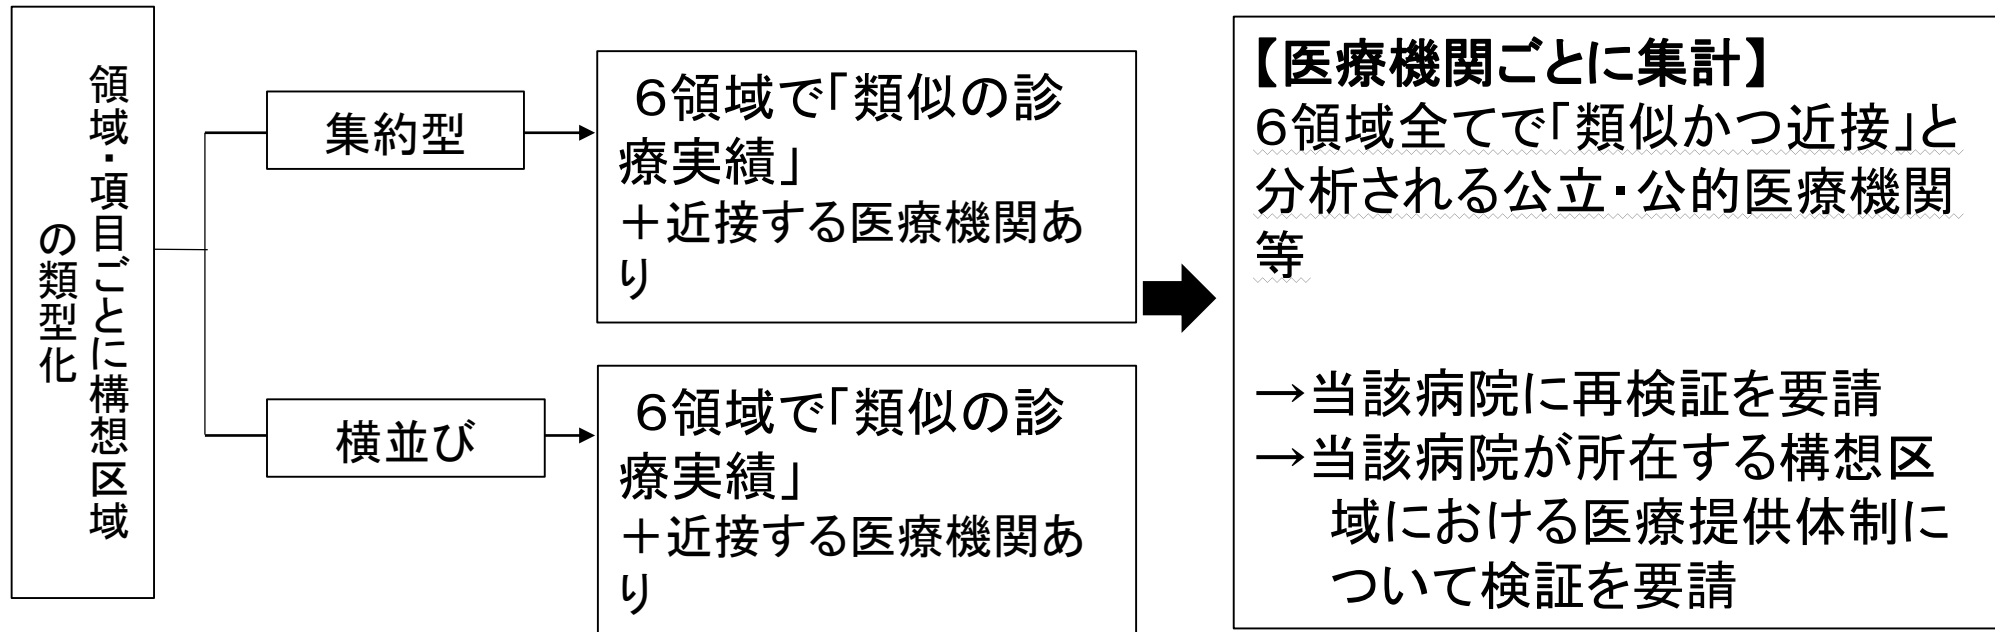 領域・項目ごとに構想区域
の類型化
集約型
６領域で「類似の診
療実績」
＋近接する医療機関あ
り
横並び
６領域で「類似の診
療実績」
＋近接する医療機関あ
り
【医療機関ごとに集計】
６領域全てで「類似かつ近接」と
分析される公立・公的医療機関
等
→当該病院に再検証を要請
→当該病院が所在する構想区
域における医療提供体制に
ついて検証を要請